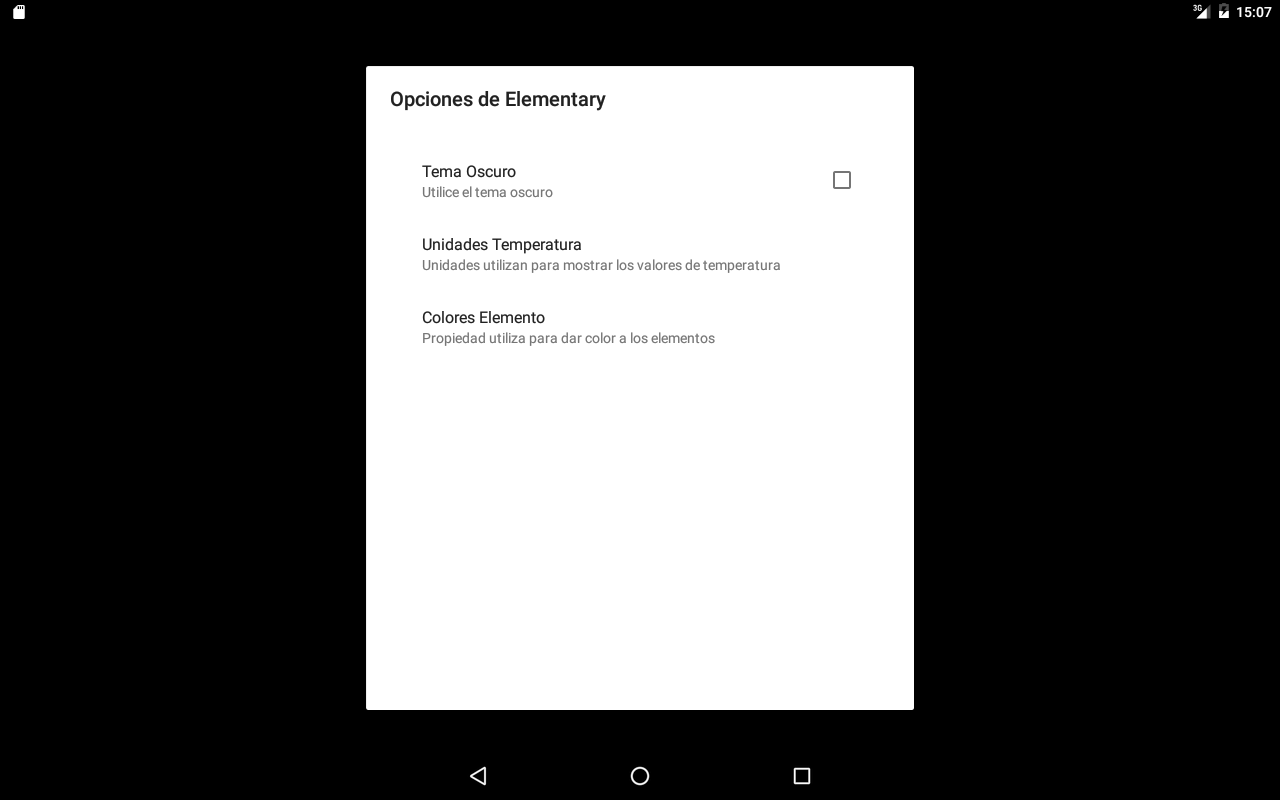 3G
15:07
Opciones de Elementary
Tema Oscuro
Utilice el tema oscuro
Unidades Temperatura
Unidades utilizan para mostrar los valores de temperatura
Colores Elemento
Propiedad utiliza para dar color a los elementos